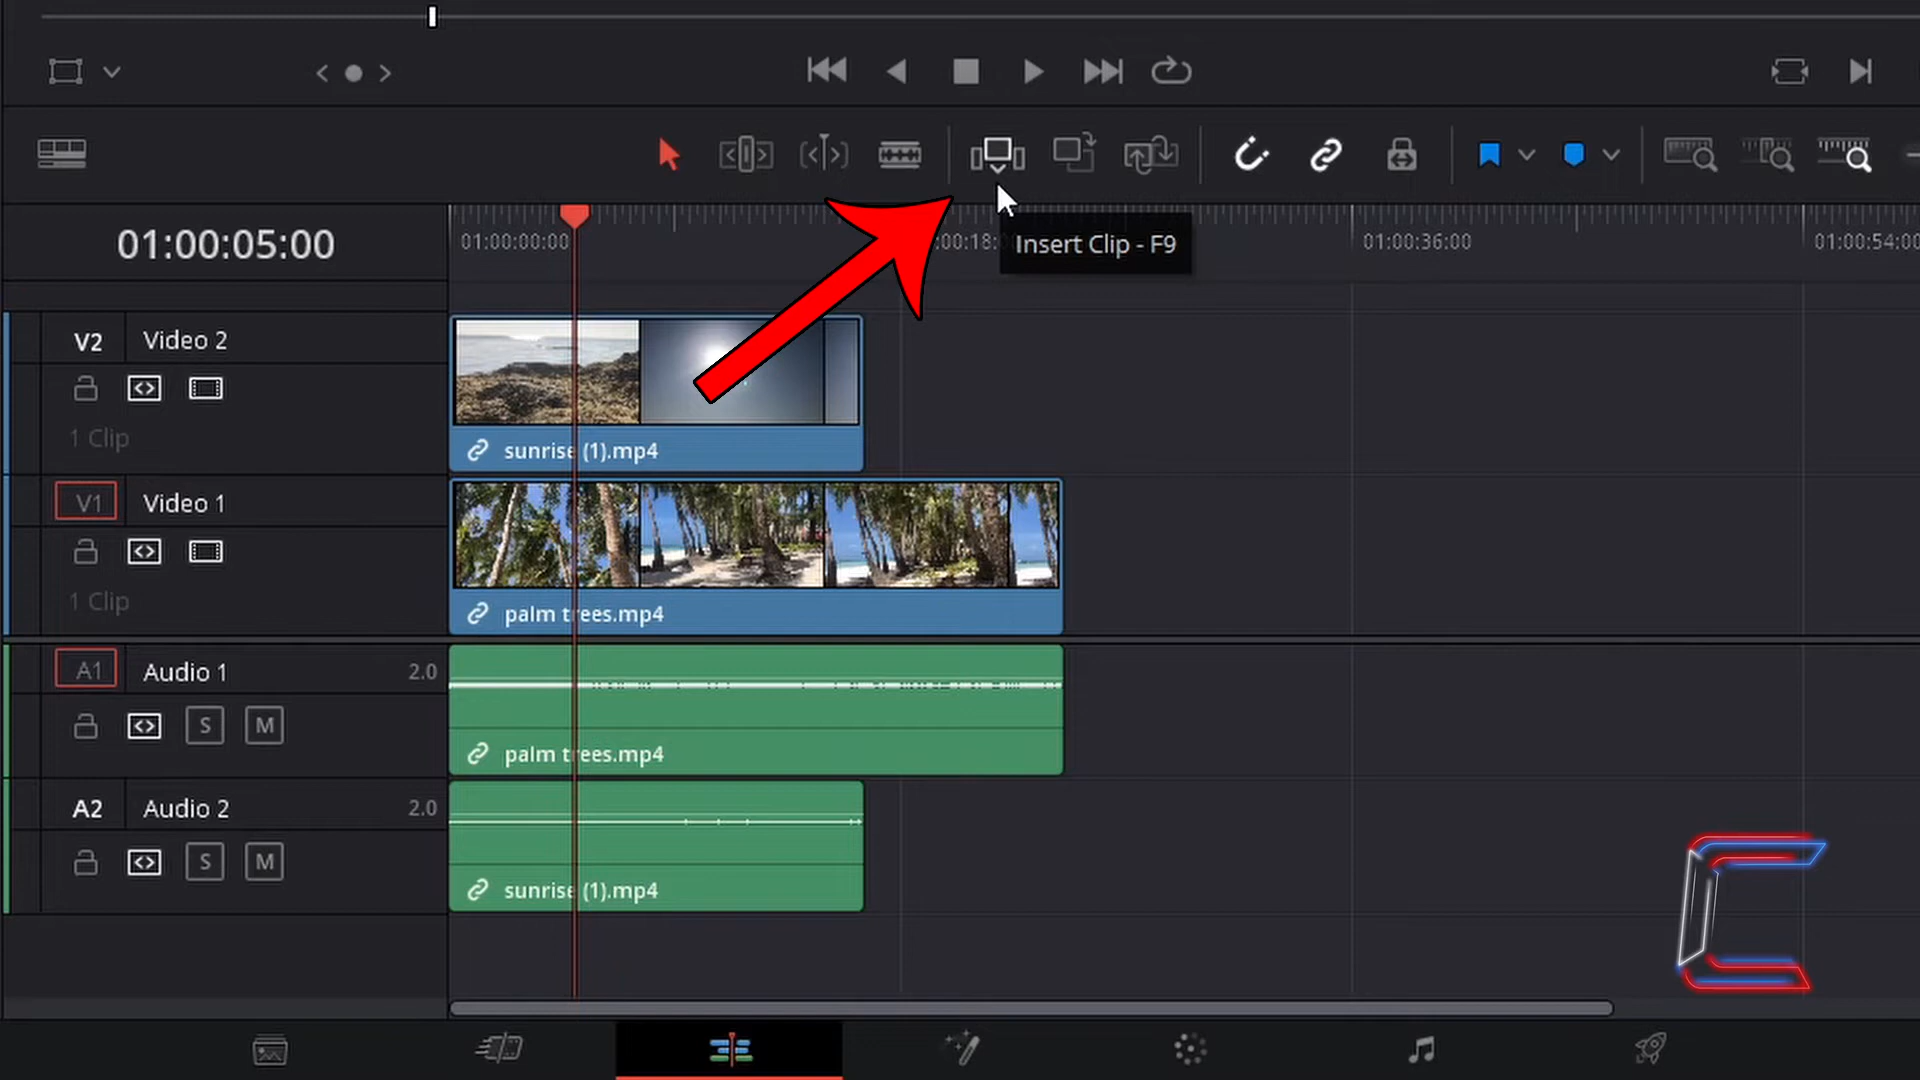 01:00:05:00
01:00:00:00
:00:18:
01:00:36:00
01:00:54:00
Insert Clip - F9
V2 Video 2
1 Clip
sunrise (1).mp4
V1 Video 1
1 Clip
palm trees.mp4
A1 Audio 1 2.0
S M
palm trees.mp4
A2 Audio 2 2.0
S M
sunrise (1).mp4